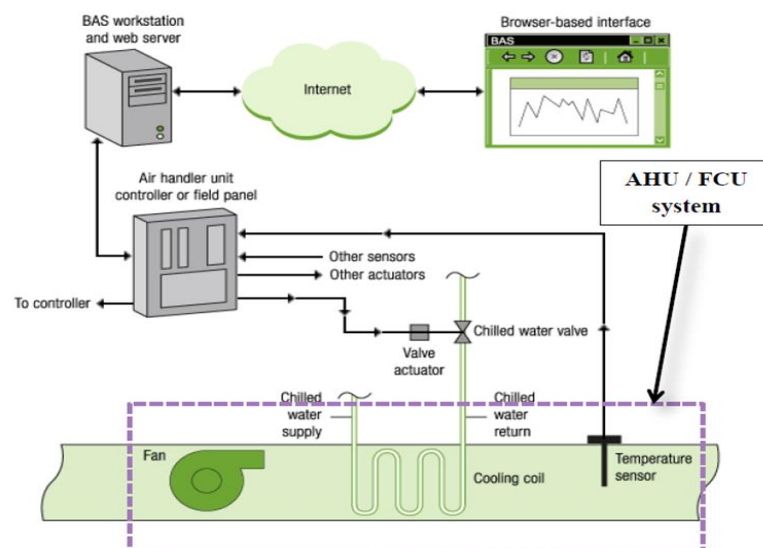 BAS workstation
and web server
Internet
Browser-based interface
BAS
AHU / FCU
system
Air handler unit
controller or field panel
Other sensors
Other actuators
To controller
Valve
actuator
Chilled water valve
Chilled
water
supply
Chilled
water
return
Fan
Cooling coil
Temperature
sensor